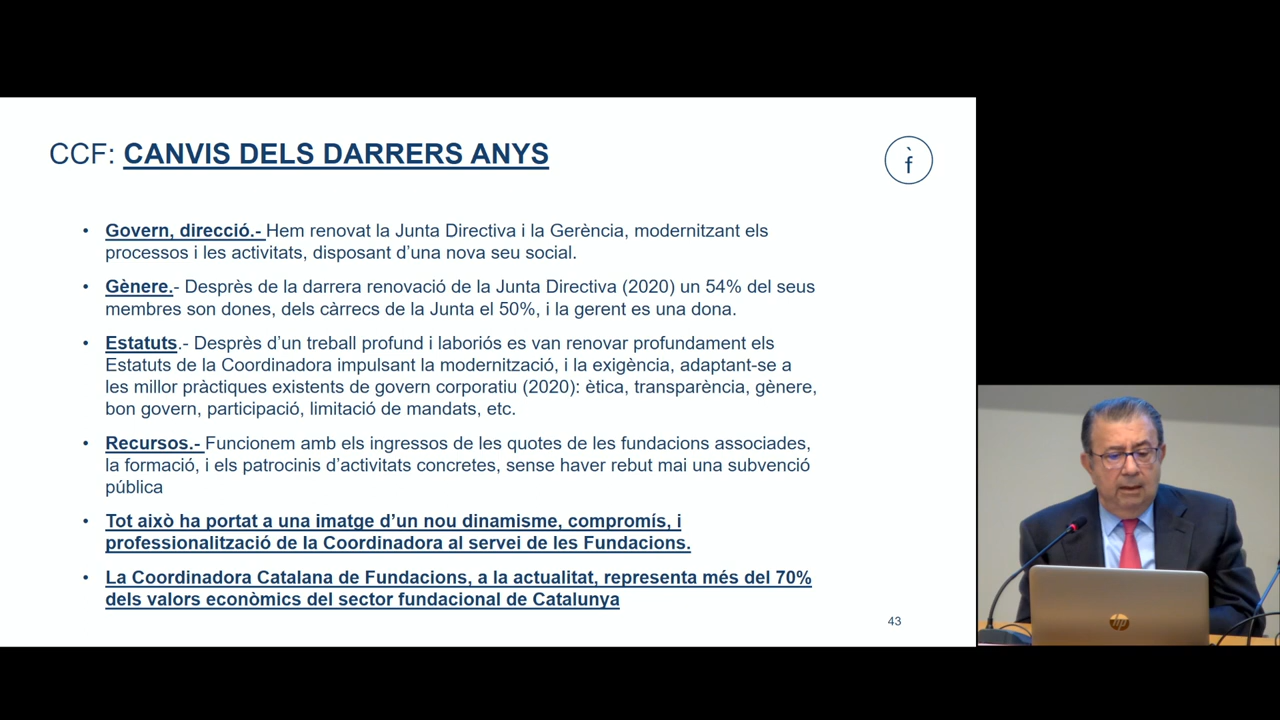 CCF: CANVIS DELS DARRERS ANYS
f̀
• Govern, direcció.- Hem renovat la Junta Directiva i la Gerència, modernitzant els
processos i les activitats, disposant d’una nova seu social.
• Gènere.- Desprès de la darrera renovació de la Junta Directiva (2020) un 54% del seus
membres son dones, dels càrrecs de la Junta el 50%, i la gerent es una dona.
• Estatuts.- Desprès d’un treball profund i laboriós es van renovar profundament els
Estatuts de la Coordinadora impulsant la modernització, i la exigència, adaptant-se a
les millor pràctiques existents de govern corporatiu (2020): ètica, transparència, gènere,
bon govern, participació, limitació de mandats, etc.
• Recursos.- Funcionem amb els ingressos de les quotes de les fundacions associades,
la formació, i els patrocinis d’activitats concretes, sense haver rebut mai una subvenció
pública
• Tot això ha portat a una imatge d’un nou dinamisme, compromís, i
professionalització de la Coordinadora al servei de les Fundacions.
• La Coordinadora Catalana de Fundacions, a la actualitat, representa més del 70%
dels valors econòmics del sector fundacional de Catalunya
43
hp